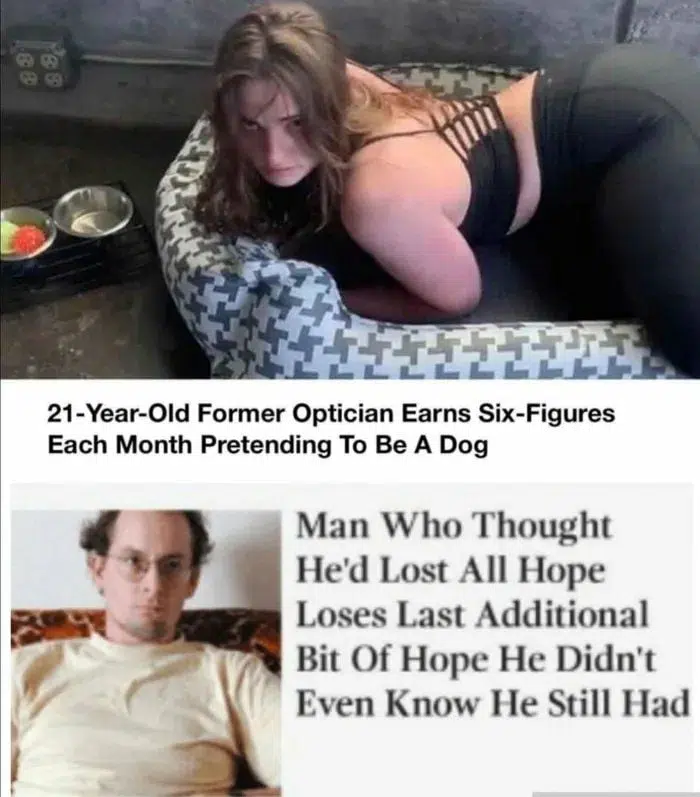 21-Year-Old Former Optician Earns Six-Figures
Each Month Pretending To Be A Dog
Man Who Thought
He'd Lost All Hope
Loses Last Additional
Bit Of Hope He Didn't
Even Know He Still Had